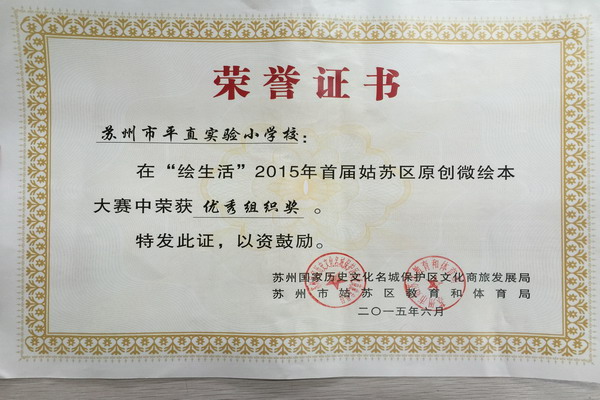 荣誉证书
苏州市平直实验小学校：
在“绘生活”2015年首届姑苏区原创微绘本
大赛中荣获 优秀组织奖 。
特发此证，以资鼓励。
苏州国家历史文化名城保护区文化商旅发展局
苏州市姑苏区教育和体育局
二〇一五年六月